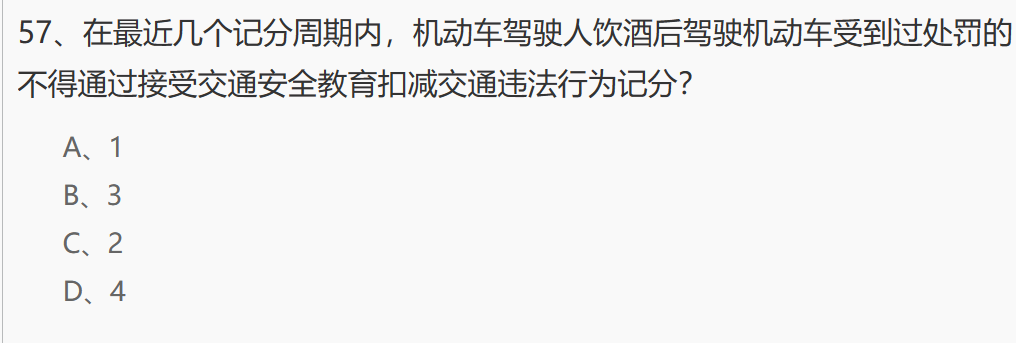 57、在最近几个记分周期内，机动车驾驶人饮酒后驾驶机动车受到过处罚的
不得通过接受交通安全教育扣减交通违法行为记分？
A、1
B、3
C、2
D、4